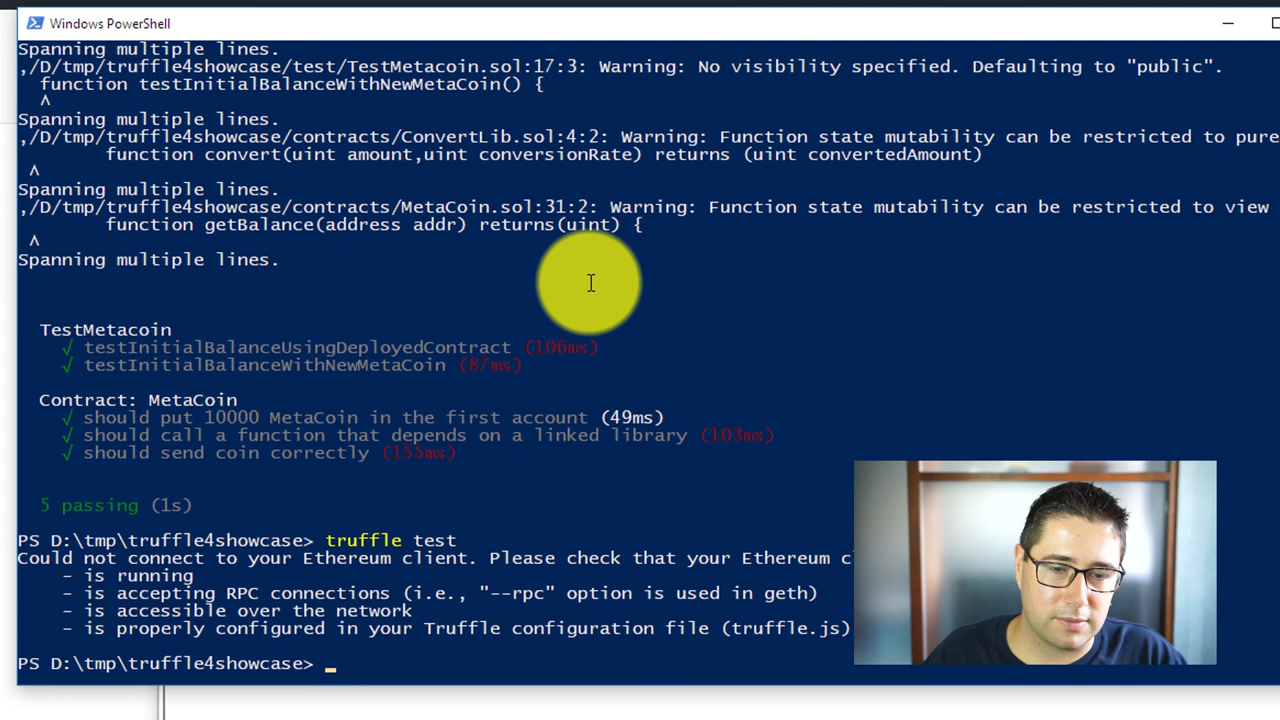 Windows PowerShell
Spanning multiple lines.
,/D/tmp/truffle4showcase/test/TestMetacoin.sol:17:3: Warning: No visibility specified. Defaulting to "public".
function testInitialBalanceWithNewMetaCoin() {
^
Spanning multiple lines.
,/D/tmp/truffle4showcase/contracts/ConvertLib.sol:4:2: Warning: Function state mutability can be restricted to pure
function convert(uint amount,uint conversionRate) returns (uint convertedAmount)
^
Spanning multiple lines.
,/D/tmp/truffle4showcase/contracts/MetaCoin.sol:31:2: Warning: Function state mutability can be restricted to view
function getBalance(address addr) returns(uint) {
^
Spanning multiple lines.
TestMetacoin
√ testInitialBalanceUsingDeployedContract (106ms)
√ testInitialBalanceWithNewMetaCoin (87ms)
Contract: MetaCoin
√ should put 10000 MetaCoin in the first account (49ms)
√ should call a function that depends on a linked library (103ms)
√ should send coin correctly (155ms)
5 passing (1s)
PS D:\tmp\truffle4showcase> truffle test
Could not connect to your Ethereum client. Please check that your Ethereum c
- is running
- is accepting RPC connections (i.e., "--rpc" option is used in geth)
- is accessible over the network
- is properly configured in your Truffle configuration file (truffle.js)
PS D:\tmp\truffle4showcase> _